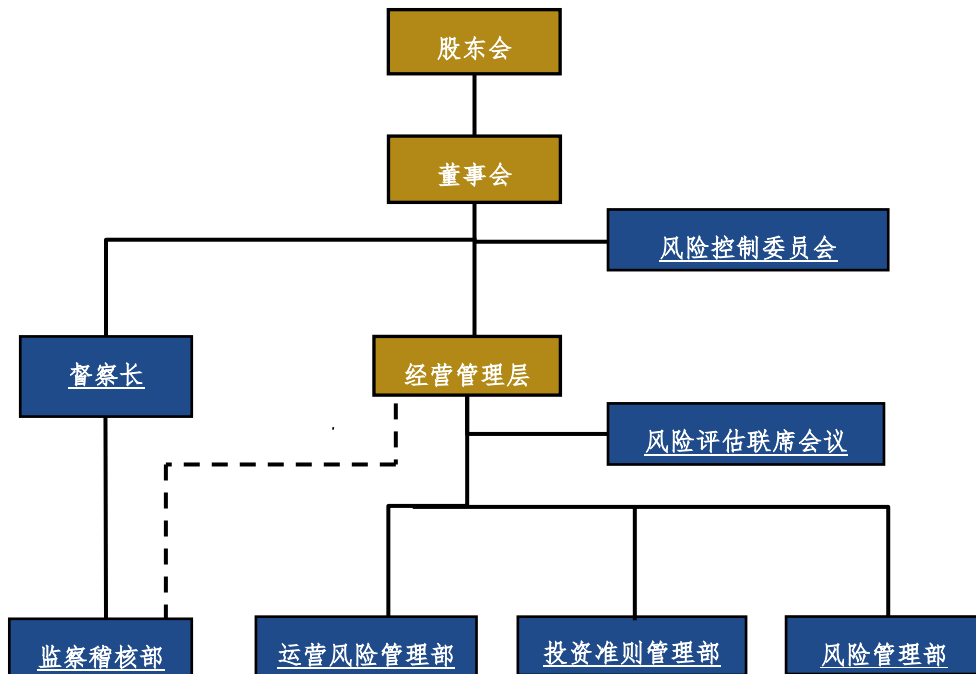 股东会
董事会
风险控制委员会
督察长
经营管理层
风险评估联席会议
监察稽核部
运营风险管理部
投资准则管理部
风险管理部